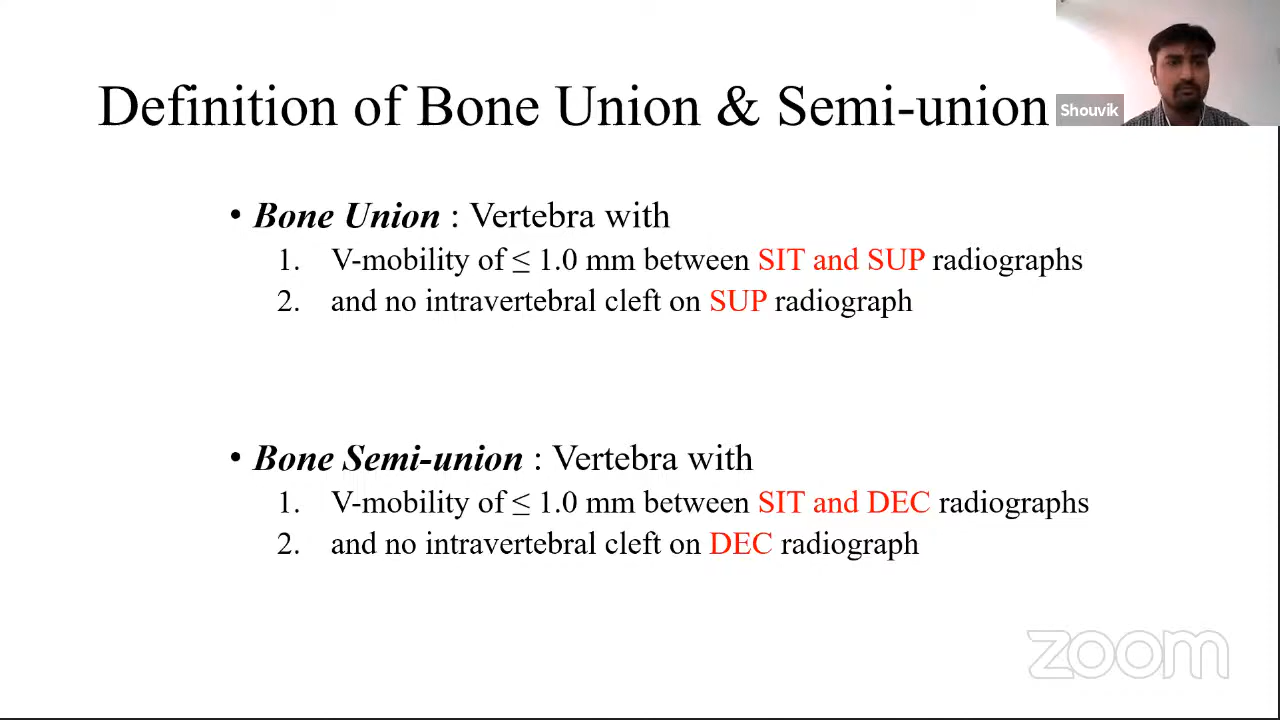 Definition of Bone Union & Semi-union
Shouvik
• Bone Union : Vertebra with
1. V-mobility of ≤ 1.0 mm between SIT and SUP radiographs
2. and no intravertebral cleft on SUP radiograph
• Bone Semi-union : Vertebra with
1. V-mobility of ≤ 1.0 mm between SIT and DEC radiographs
2. and no intravertebral cleft on DEC radiograph
zoom